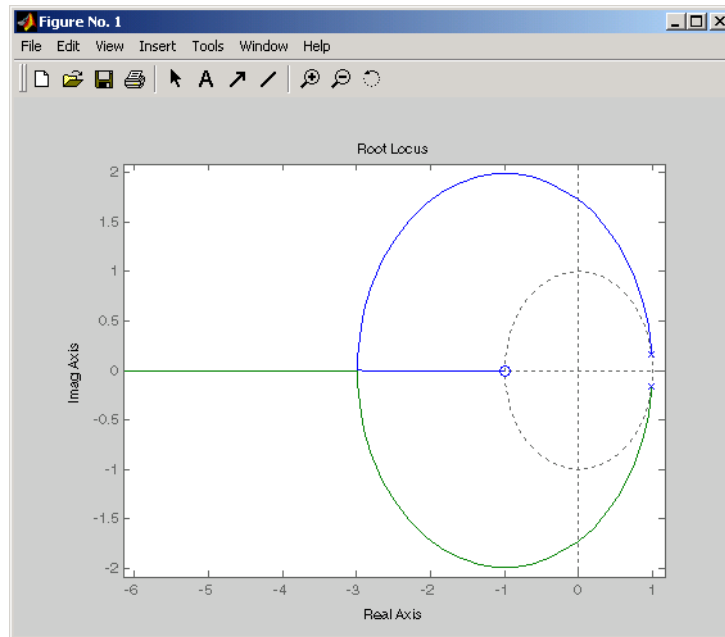 Figure No. 1
File Edit View Insert Tools Window Help
A
Root Locus
2
1.5
1
0.5
0
-0.5
-1
-1.5
-2
Imag Axis
-6 -5 -4 -3 -2 -1 0 1
Real Axis